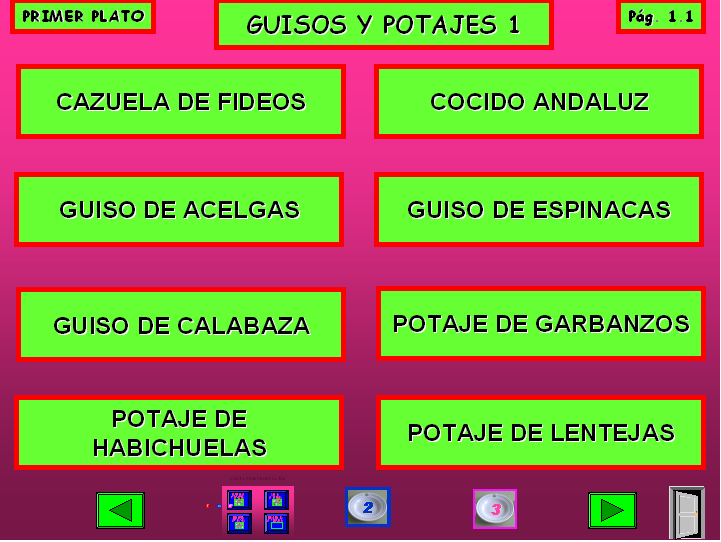 PRIMER PLATO
GUISOS Y POTAJES 1
Pág. 1.1
CAZUELA DE FIDEOS
COCIDO ANDALUZ
GUISO DE ACELGAS
GUISO DE ESPINACAS
GUISO DE CALABAZA
POTAJE DE GARBANZOS
POTAJE DE
HABICHUELAS
POTAJE DE LENTEJAS
2
3